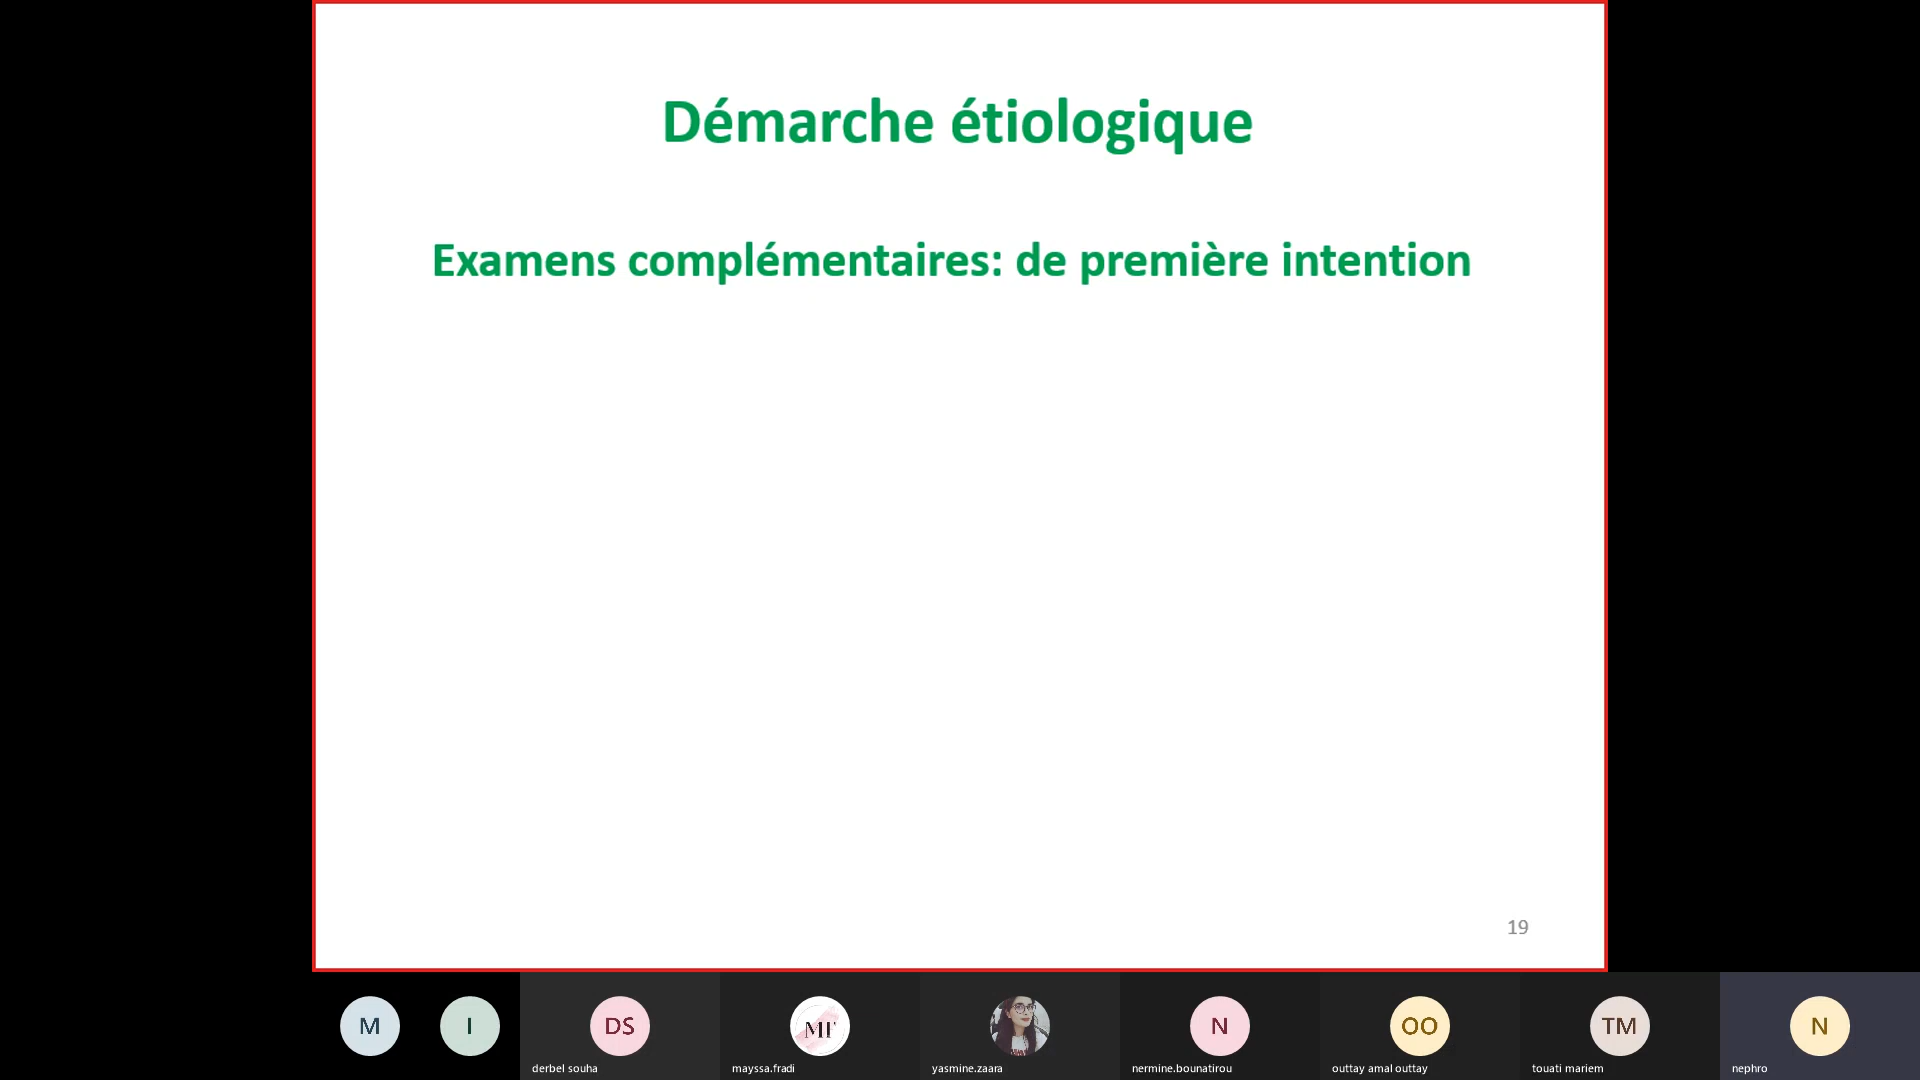 Démarche étiologique
Examens complémentaires: de première intention
19
M
I
DS
MF
N
OO
TM
N
derbel souha
mayssa.fradi
yasmine.zaara
nermine.bounatirou
outtay amal outtay
touati mariem
nephro